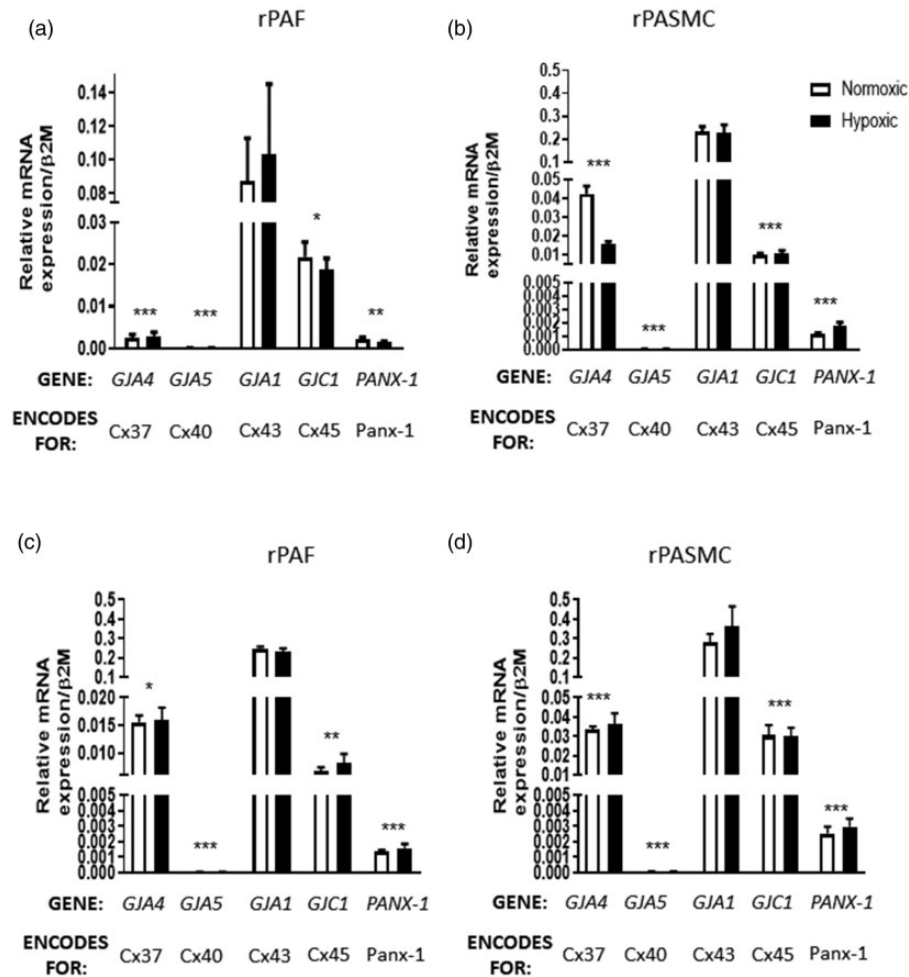 (a)
rPAF
Relative mRNA
expression/β2M
0.14
0.10
0.06
0.03
0.02
0.01
0.00
***
***
*
**
GENE: GJA4 GJA5 GJA1 GJC1 PANX-1
ENCODES
FOR: Cx37 Cx40 Cx43 Cx45 Panx-1
(b)
rPASMC
Normoxic
Hypoxic
Relative mRNA
expression/β2M
0.5
0.4
0.3
0.2
0.1
0.05
0.04
0.03
0.02
0.01
0.005
0.004
0.003
0.002
0.001
0.000
***
***
***
***
GENE: GJA4 GJA5 GJA1 GJC1 PANX-1
ENCODES
FOR: Cx37 Cx40 Cx43 Cx45 Panx-1
(c)
rPAF
Relative mRNA
expression/β2M
0.5
0.4
0.3
0.2
0.1
0.020
0.015
0.010
0.005
0.004
0.003
0.002
0.001
0.000
*
***
**
***
GENE: GJA4 GJA5 GJA1 GJC1 PANX-1
ENCODES
FOR: Cx37 Cx40 Cx43 Cx45 Panx-1
(d)
rPASMC
Relative mRNA
expression/β2M
0.5
0.4
0.3
0.2
0.1
0.05
0.04
0.03
0.02
0.01
0.005
0.004
0.003
0.002
0.001
0.000
***
***
***
***
GENE: GJA4 GJA5 GJA1 GJC1 PANX-1
ENCODES
FOR: Cx37 Cx40 Cx43 Cx45 Panx-1